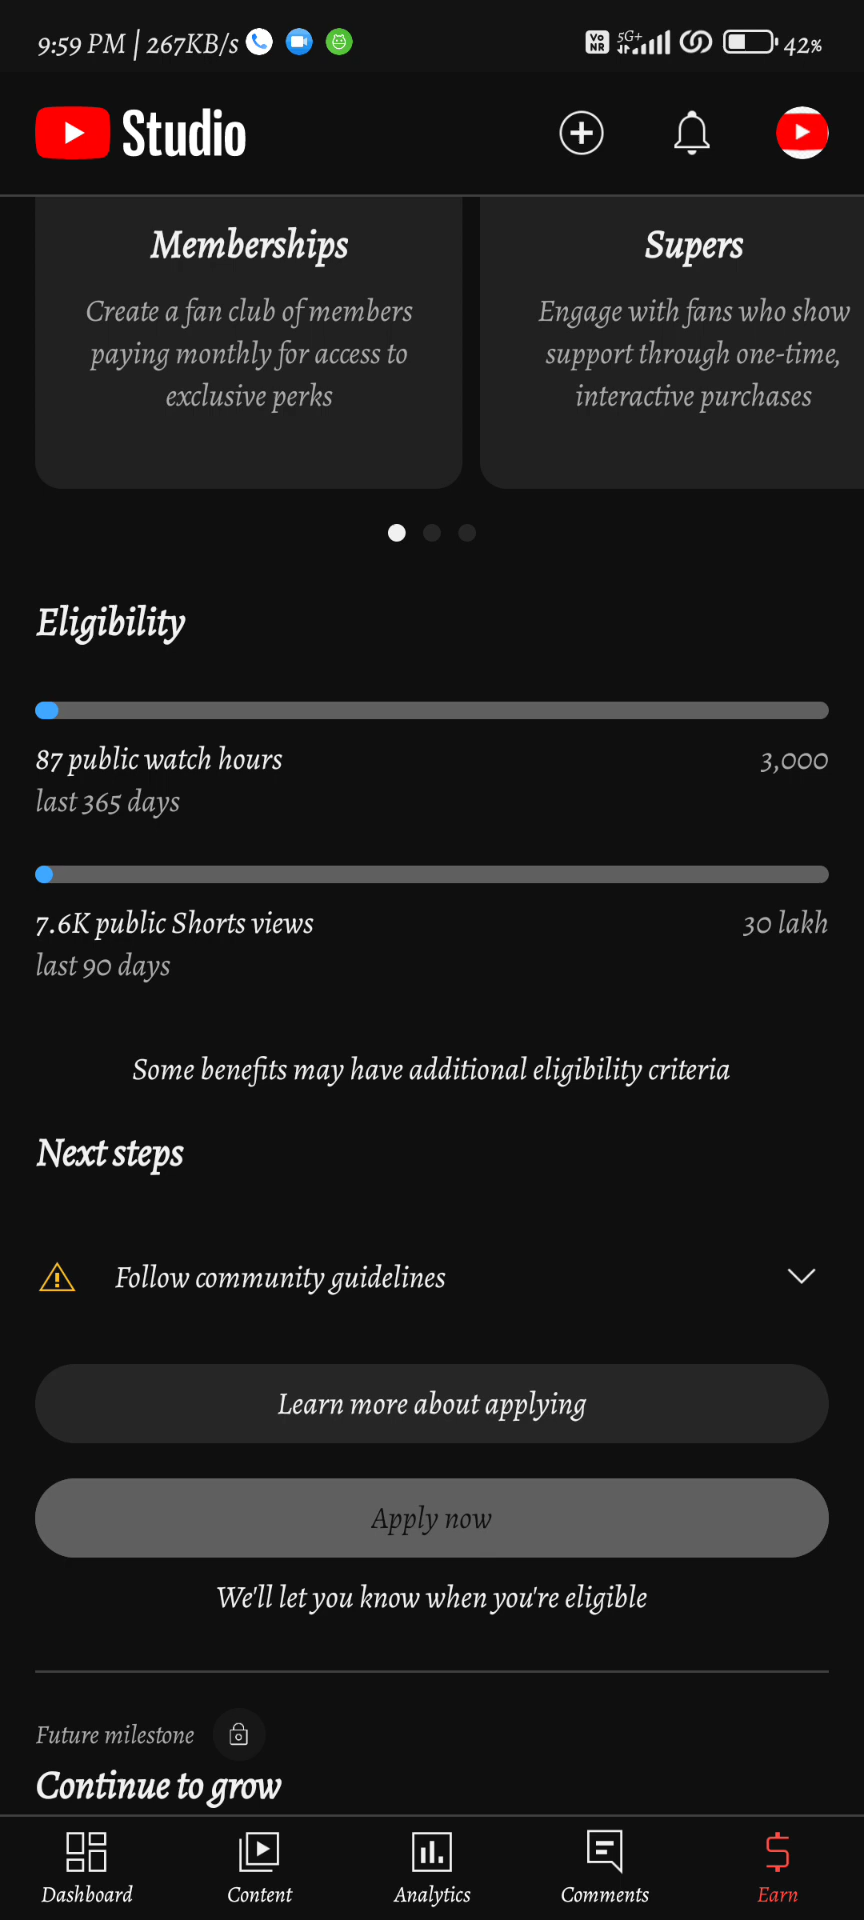 9:59 PM | 267KB/s Vo NR 5G+ 42%
Studio
Memberships
Create a fan club of members
paying monthly for access to
exclusive perks
Supers
Engage with fans who show
support through one-time,
interactive purchases
Eligibility
87 public watch hours 3,000
last 365 days
7.6K public Shorts views 30 lakh
last 90 days
Some benefits may have additional eligibility criteria
Next steps
Follow community guidelines
Learn more about applying
Apply now
We'll let you know when you're eligible
Future milestone
Continue to grow
Dashboard Content Analytics Comments Earn